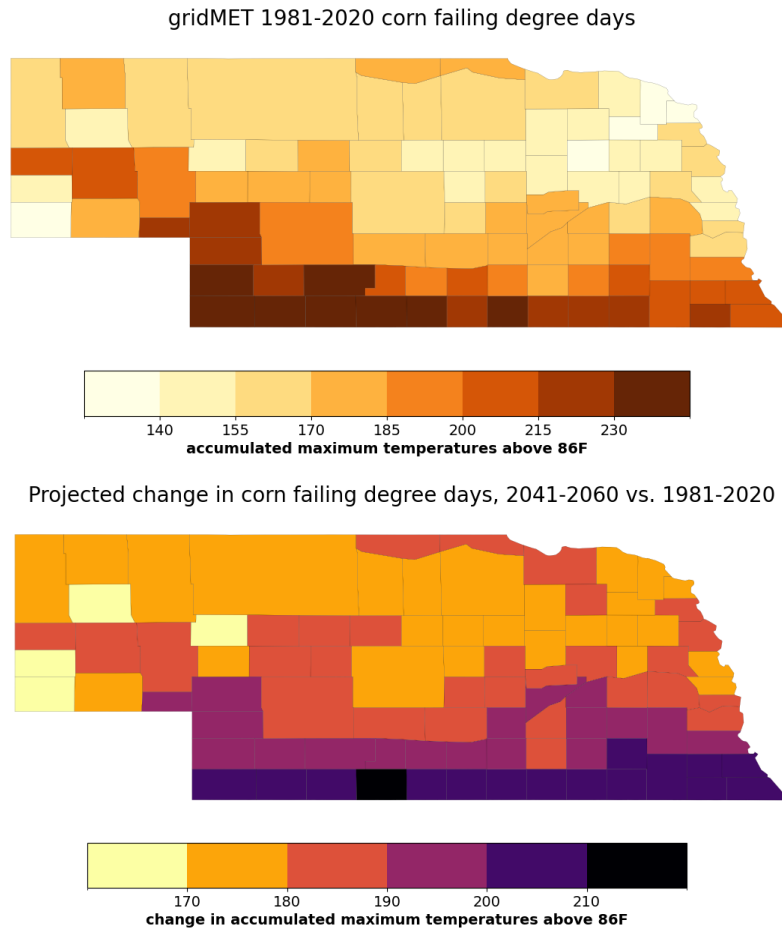 gridMET 1981-2020 corn failing degree days
140 155 170 185 200 215 230
accumulated maximum temperatures above 86F
Projected change in corn failing degree days, 2041-2060 vs. 1981-2020
170 180 190 200 210
change in accumulated maximum temperatures above 86F